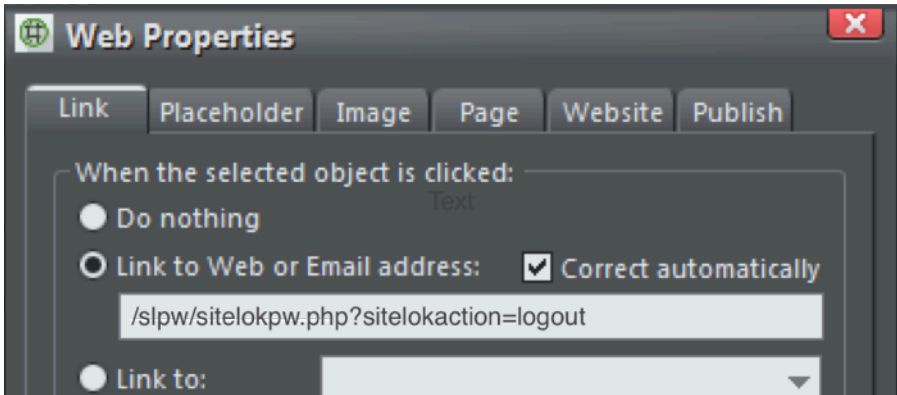 Web Properties
Link Placeholder Image Page Website Publish
When the selected object is clicked:
Text
Do nothing
Link to Web or Email address: Correct automatically
/slpw/sitelokpw.php?sitelokaction=logout
Link to: